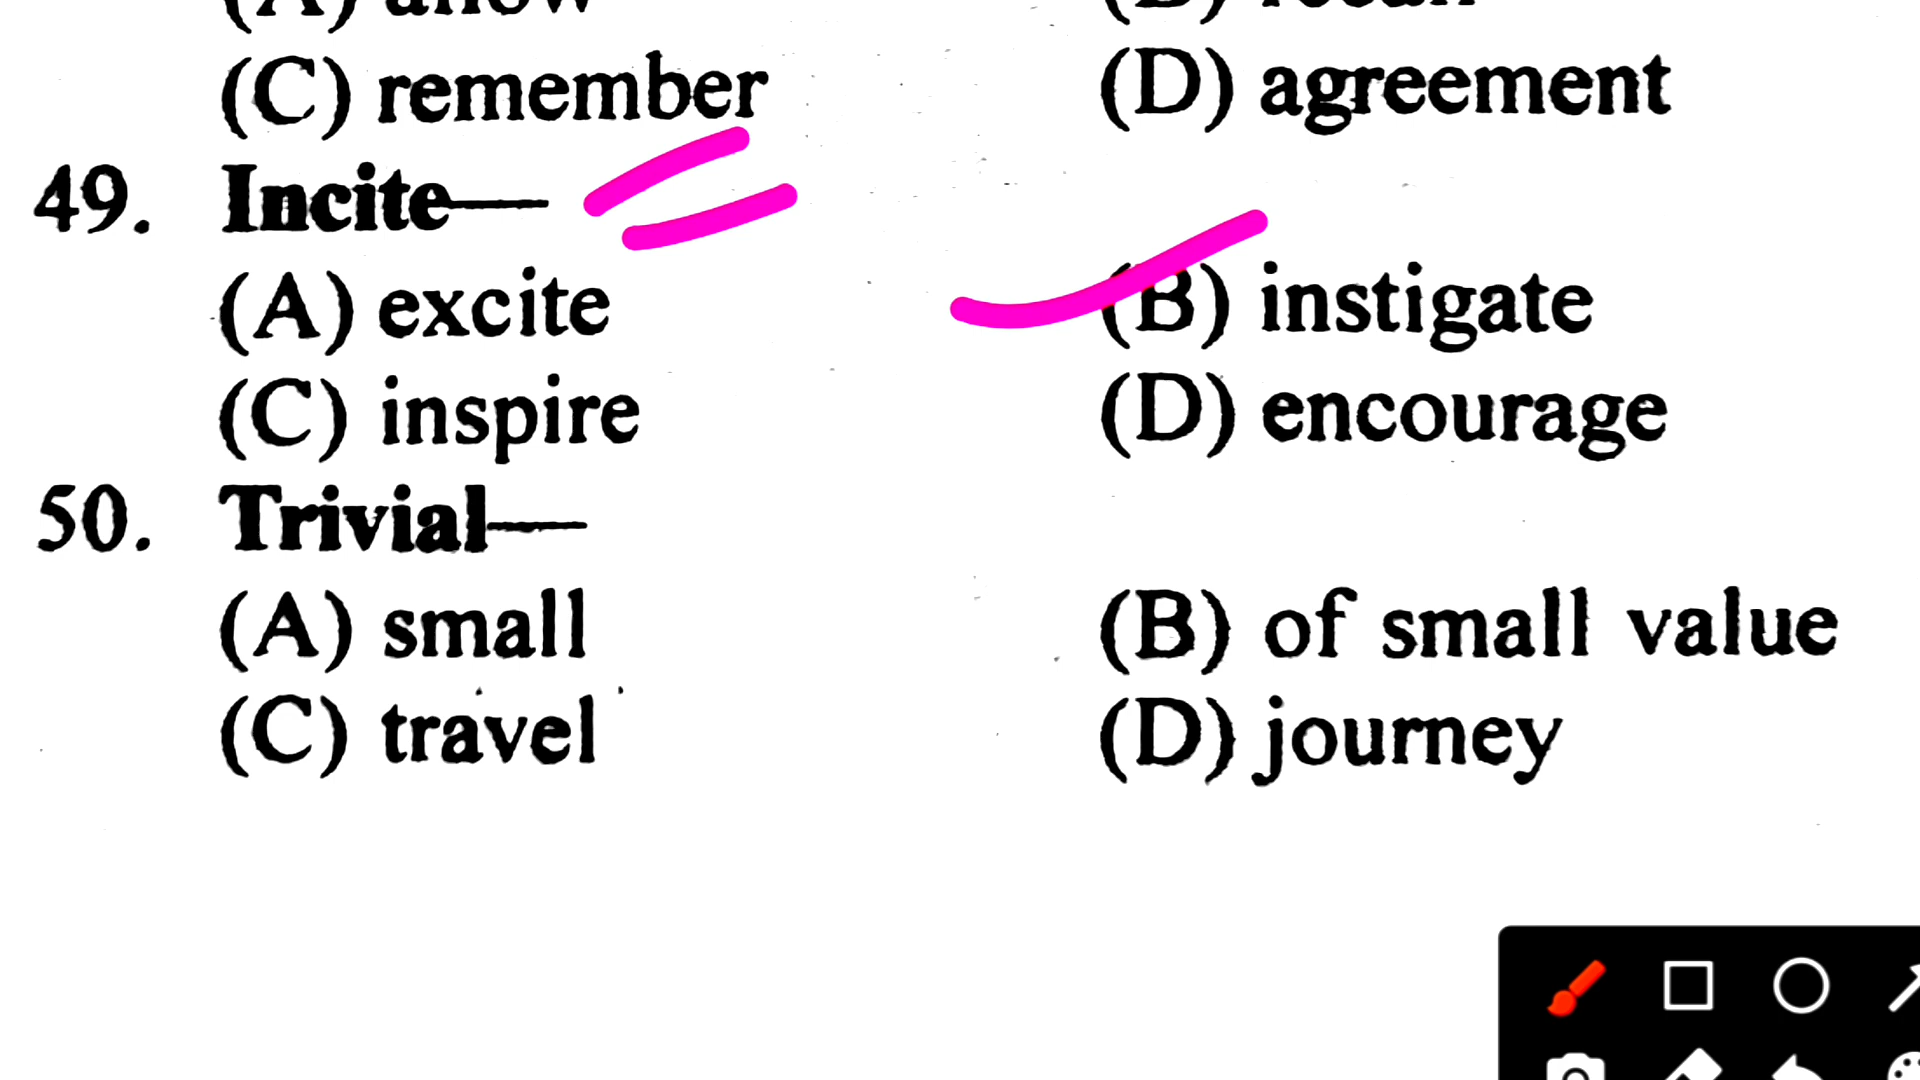 (C) remember (D) agreement
49. Incite—
(A) excite (B) instigate
(C) inspire (D) encourage
50. Trivial—
(A) small (B) of small value
(C) travel (D) journey